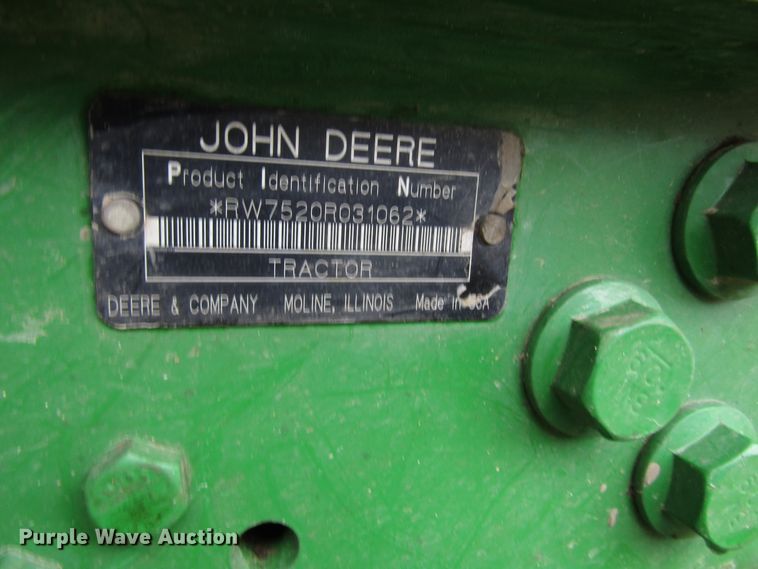 JOHN DEERE
Product Identification Number
*RW7520R031062*
TRACTOR
DEERE & COMPANY MOLINE, ILLINOIS Made in USA
Purple Wave Auction